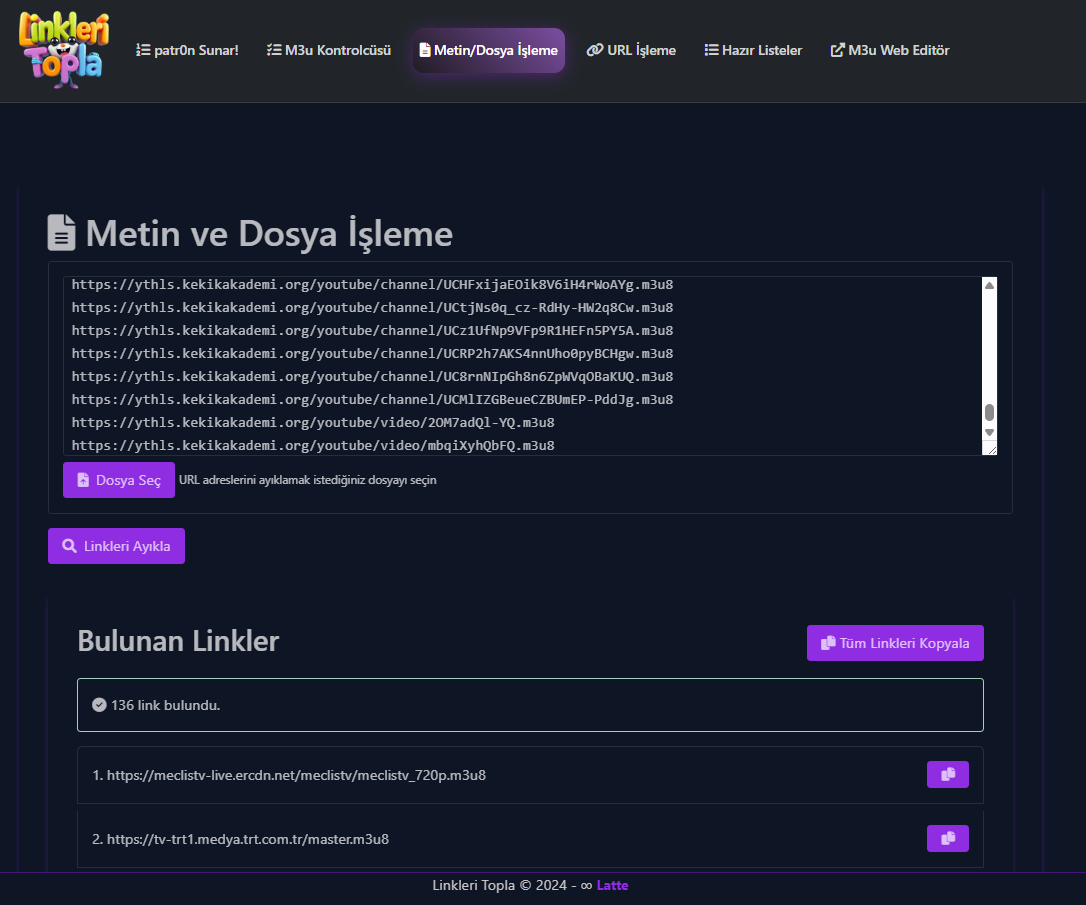 Linkleri
Topla
patr0n Sunar!
M3u Kontrolcüsü
Metin/Dosya İşleme
URL İşleme
Hazır Listeler
M3u Web Editör
Metin ve Dosya İşleme
https://ythls.kekikakademi.org/youtube/channel/UCHFxijaEOik8V6iH4rWoAYg.m3u8
https://ythls.kekikakademi.org/youtube/channel/UCtjNs0q_cz-RdHy-HW2q8Cw.m3u8
https://ythls.kekikakademi.org/youtube/channel/UCz1UfNp9VFp9R1HEFn5PY5A.m3u8
https://ythls.kekikakademi.org/youtube/channel/UCRP2h7AKS4nnUho0pyBCHgw.m3u8
https://ythls.kekikakademi.org/youtube/channel/UC8rnNIpGh8n6ZpWVqOBaKUQ.m3u8
https://ythls.kekikakademi.org/youtube/channel/UCMlIZGBeueCZBUmEP-PddJg.m3u8
https://ythls.kekikakademi.org/youtube/video/2OM7adQl-YQ.m3u8
https://ythls.kekikakademi.org/youtube/video/mbqiXyhQbFQ.m3u8
Dosya Seç
URL adreslerini ayıklamak istediğiniz dosyayı seçin
Linkleri Ayıkla
Bulunan Linkler
Tüm Linkleri Kopyala
136 link bulundu.
1. https://meclistv-live.ercdn.net/meclistv/meclistv_720p.m3u8
2. https://tv-trt1.medya.trt.com.tr/master.m3u8
Linkleri Topla © 2024 - ∞ Latte